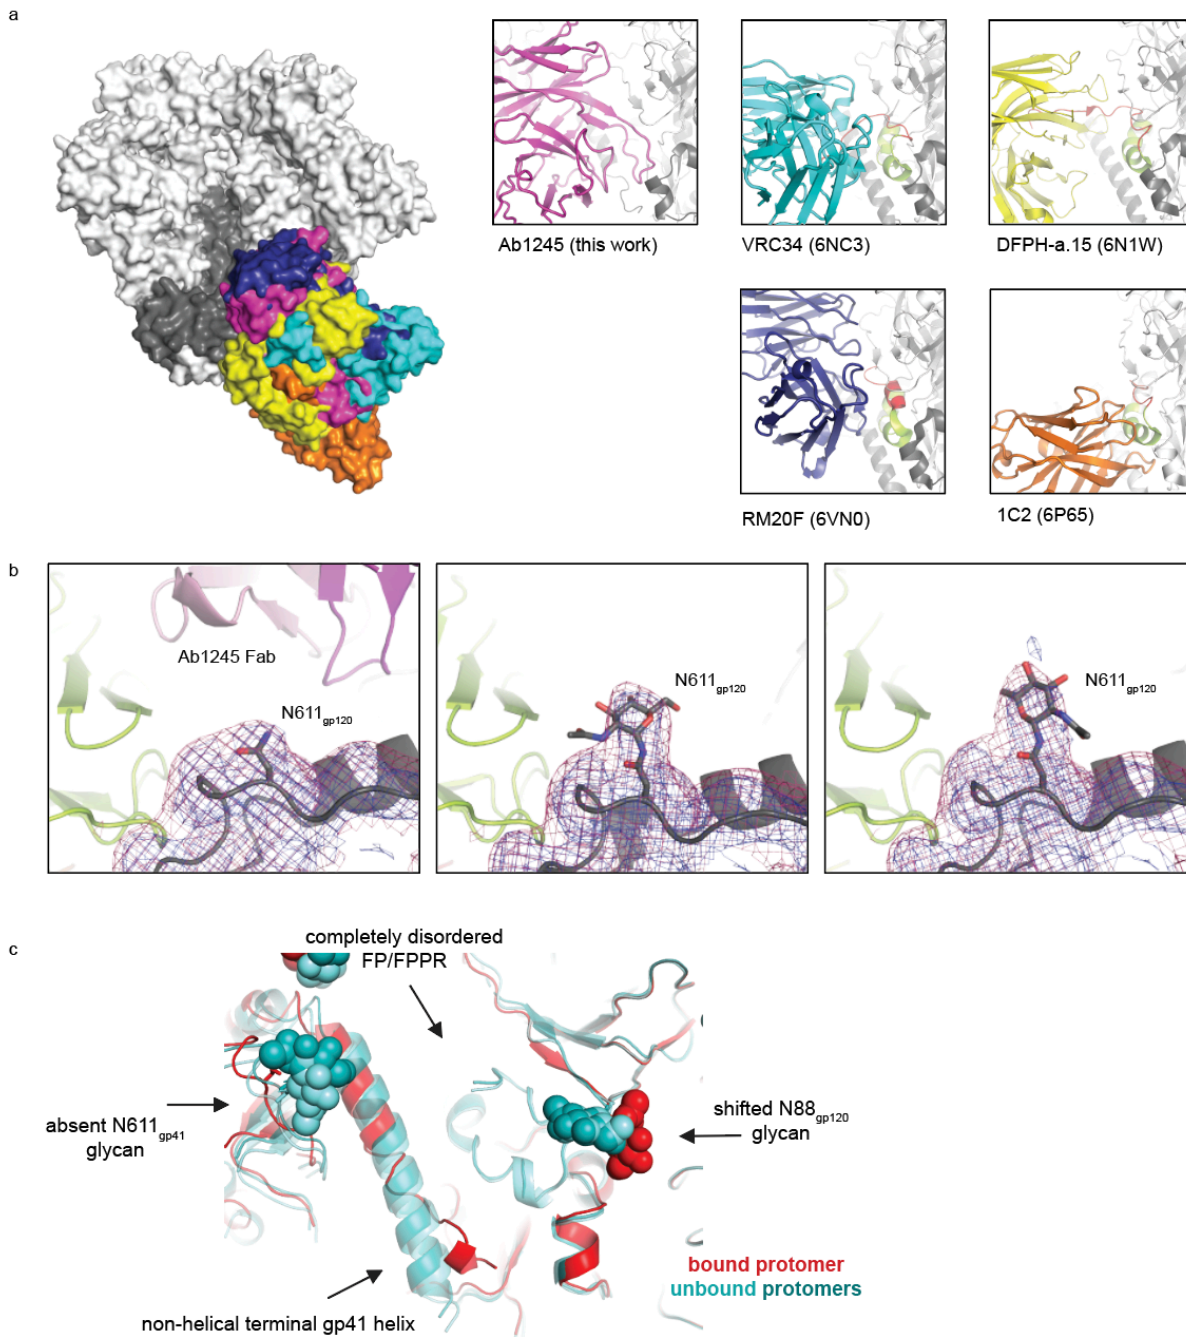 a
Ab1245 (this work)
VRC34 (6NC3)
DFPH-a.15 (6N1W)
RM20F (6VN0)
1C2 (6P65)
b
Ab1245 Fab
N611gp120
N611gp120
N611gp120
c
completely disordered
FP/FPPR
absent N611gp41
glycan
shifted N88gp120
glycan
non-helical terminal gp41 helix
bound protomer
unbound protomers